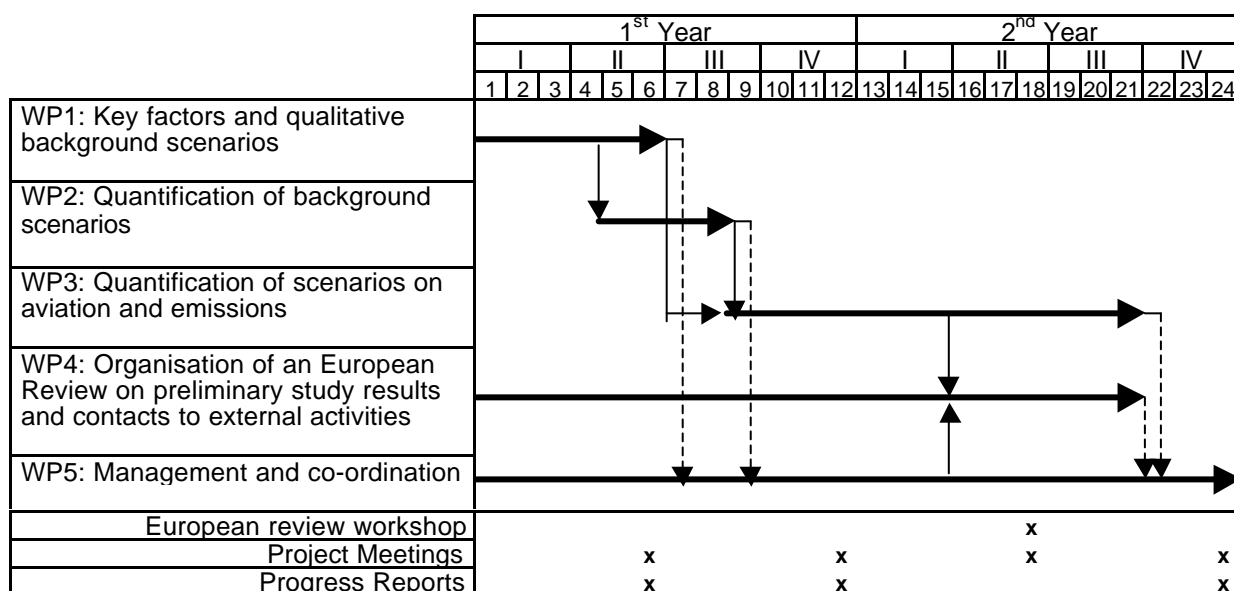 1st Year 2nd Year
I II III IV I II III IV
1 2 3 4 5 6 7 8 9 10 11 12 13 14 15 16 17 18 19 20 21 22 23 24
WP1: Key factors and qualitative
background scenarios
WP2: Quantification of background
scenarios
WP3: Quantification of scenarios on
aviation and emissions
WP4: Organisation of an European
Review on preliminary study results
and contacts to external activities
WP5: Management and co-ordination
European review workshop x
Project Meetings x x x x
Progress Reports x x x